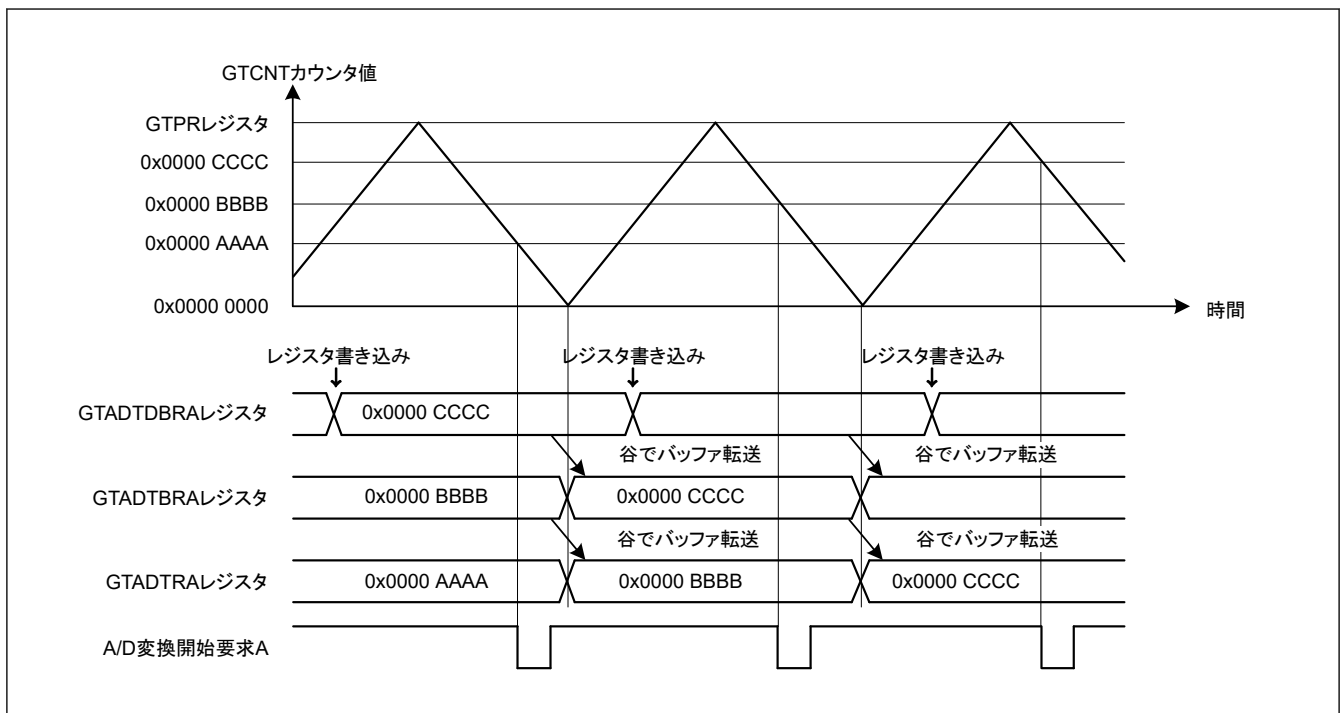 GTCNTカウンタ値
GTPRレジスタ
0x0000 CCCC
0x0000 BBBB
0x0000 AAAA
0x0000 0000
時間
レジスタ書き込み レジスタ書き込み レジスタ書き込み
GTADTDBRAレジスタ 0x0000 CCCC
谷でバッファ転送 谷でバッファ転送
GTADTBRAレジスタ 0x0000 BBBB 0x0000 CCCC
谷でバッファ転送 谷でバッファ転送
GTADTRAレジスタ 0x0000 AAAA 0x0000 BBBB 0x0000 CCCC
A/D変換開始要求A